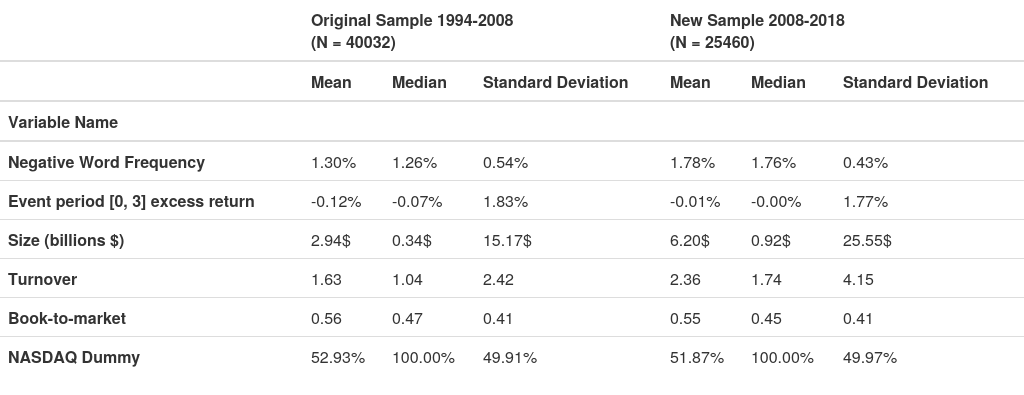 Original Sample 1994-2008 New Sample 2008-2018
(N = 40032) (N = 25460)
Mean Median Standard Deviation Mean Median Standard Deviation
Variable Name
Negative Word Frequency 1.30% 1.26% 0.54% 1.78% 1.76% 0.43%
Event period [0, 3] excess return -0.12% -0.07% 1.83% -0.01% -0.00% 1.77%
Size (billions $) 2.94$ 0.34$ 15.17$ 6.20$ 0.92$ 25.55$
Turnover 1.63 1.04 2.42 2.36 1.74 4.15
Book-to-market 0.56 0.47 0.41 0.55 0.45 0.41
NASDAQ Dummy 52.93% 100.00% 49.91% 51.87% 100.00% 49.97%